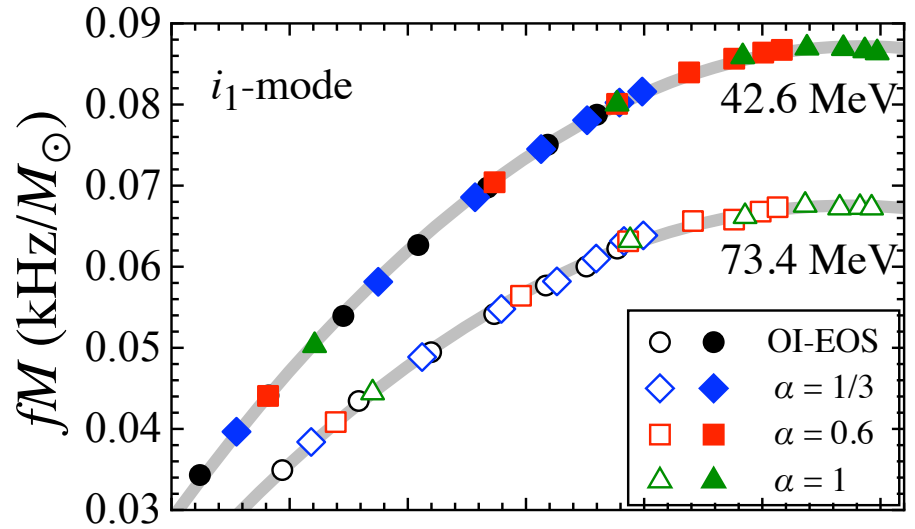 0.09
0.08
0.07
0.06
0.05
0.04
0.03
fM (kHz/M☉)
i₁-mode
42.6 MeV
73.4 MeV
OI-EOS
α = 1/3
α = 0.6
α = 1